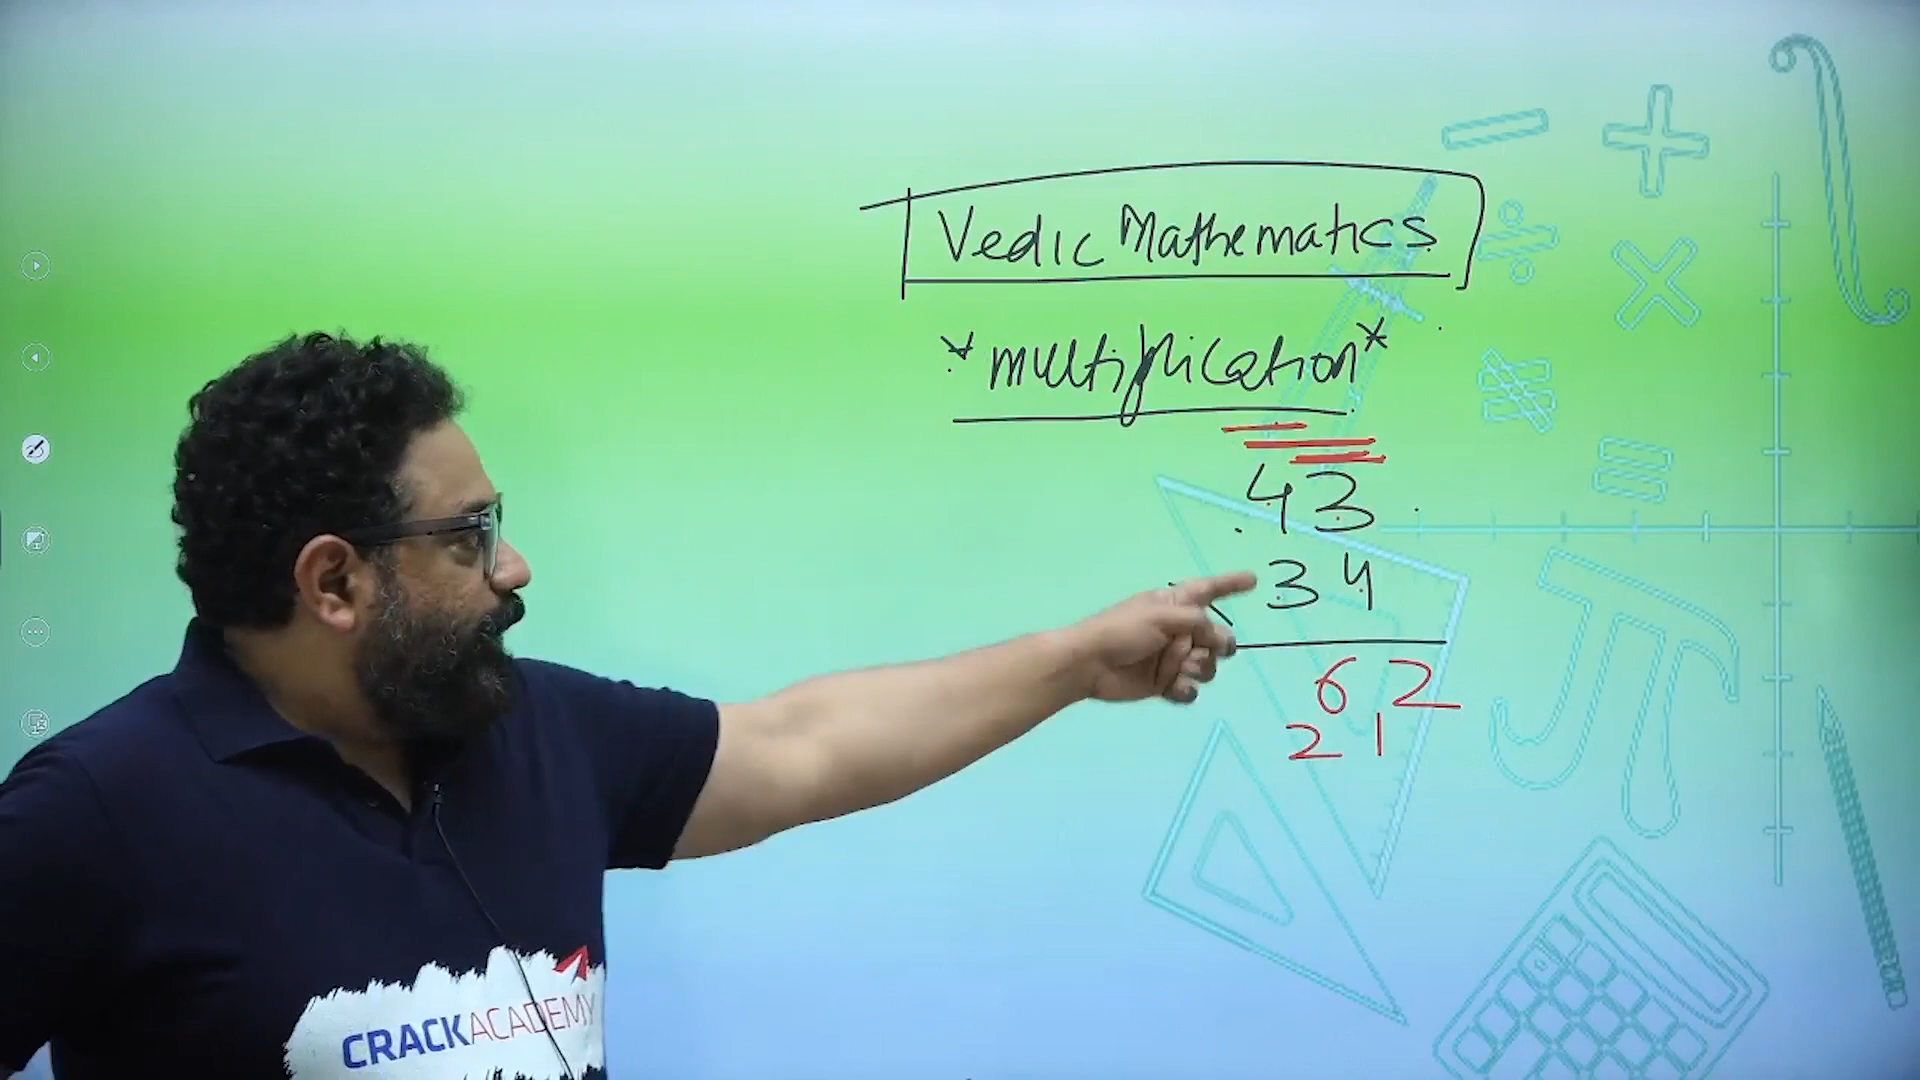 Vedic Mathematics
*multiplication*
43
× 34
62
21
CRACKACADEMY